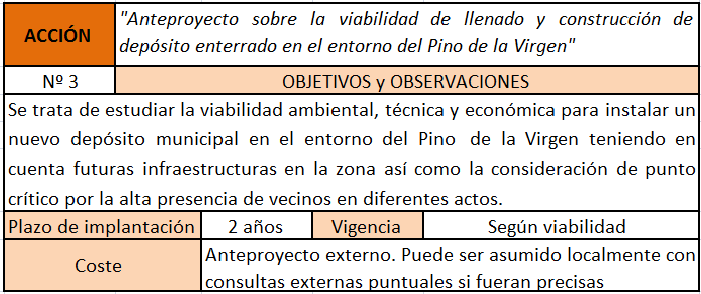 ACCIÓN
"Anteproyecto sobre la viabilidad de llenado y construcción de
depósito enterrado en el entorno del Pino de la Virgen"
Nº 3
OBJETIVOS y OBSERVACIONES
Se trata de estudiar la viabilidad ambiental, técnica y económica para instalar un
nuevo depósito municipal en el entorno del Pino de la Virgen teniendo en
cuenta futuras infraestructuras en la zona así como la consideración de punto
crítico por la alta presencia de vecinos en diferentes actos.
Plazo de implantación
2 años
Vigencia
Según viabilidad
Coste
Anteproyecto externo. Puede ser asumido localmente con
consultas externas puntuales si fueran precisas